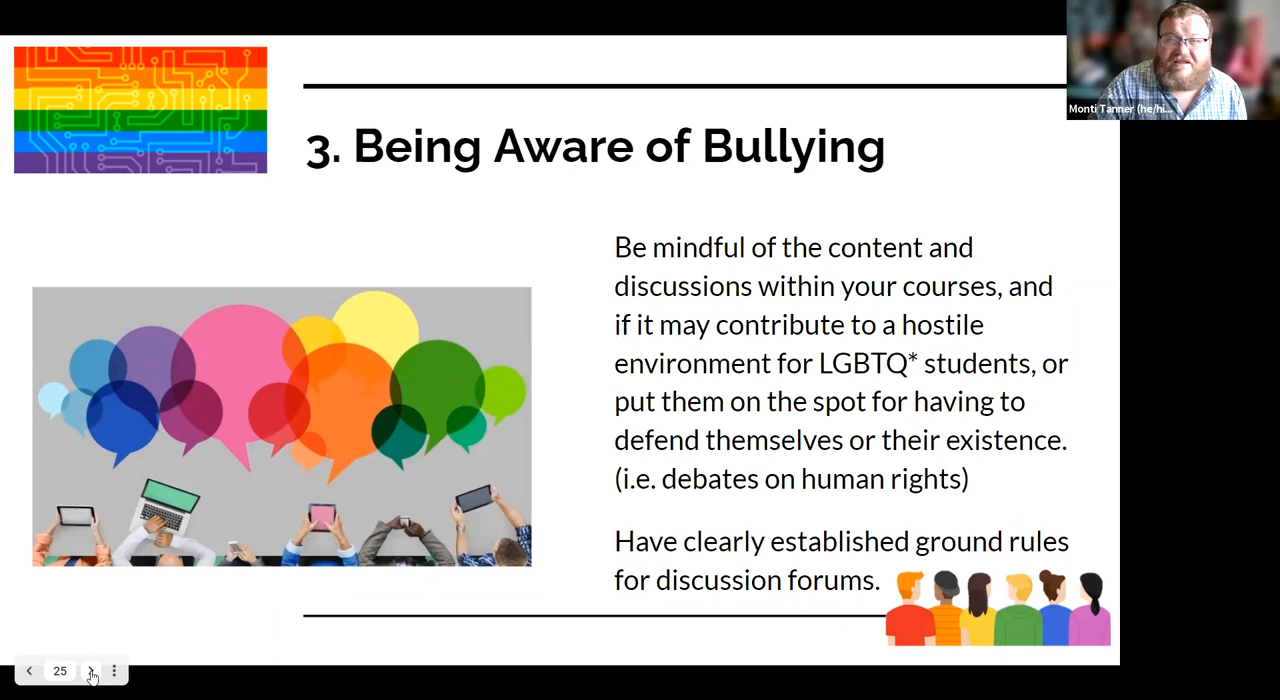 Monti Tanner (he/hi...
3. Being Aware of Bullying
Be mindful of the content and
discussions within your courses, and
if it may contribute to a hostile
environment for LGBTQ* students, or
put them on the spot for having to
defend themselves or their existence.
(i.e. debates on human rights)
Have clearly established ground rules
for discussion forums.
25